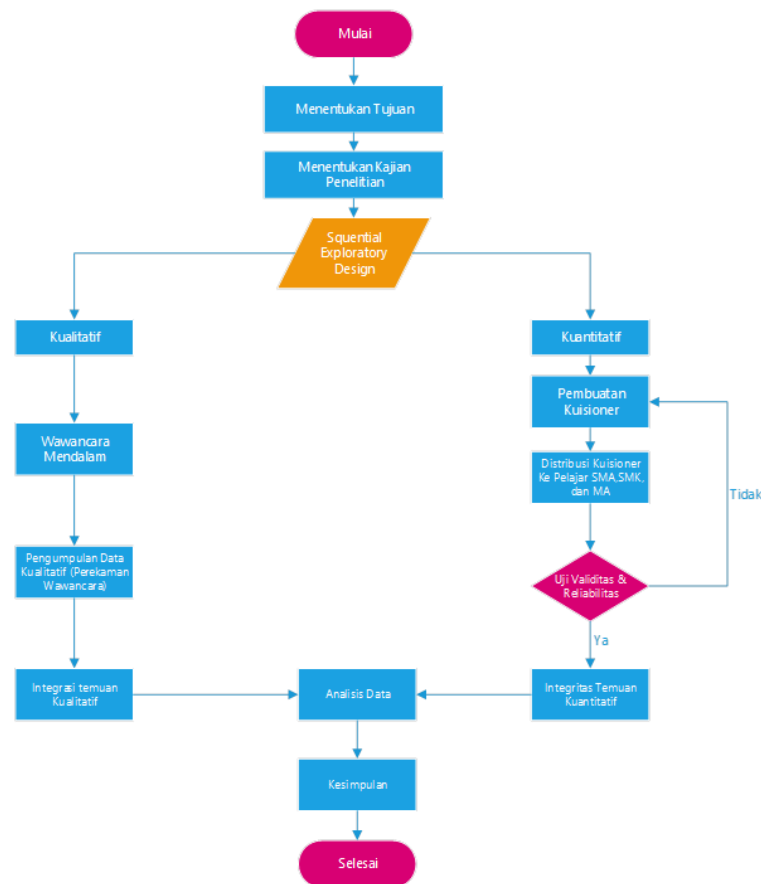 Mulai
Menentukan Tujuan
Menentukan Kajian
Penelitian
Squential
Exploratory
Design
Kualitatif
Kuantitatif
Pembuatan
Kuisioner
Wawancara
Mendalam
Distribusi Kuisioner
Ke Pelajar SMA,SMK,
dan MA
Tidak
Pengumpulan Data
Kualitatif (Perekaman
Wawancara)
Uji Validitas &
Reliabilitas
Ya
Integrasi temuan
Kualitatif
Analisis Data
Integritas Temuan
Kuantitatif
Kesimpulan
Selesai